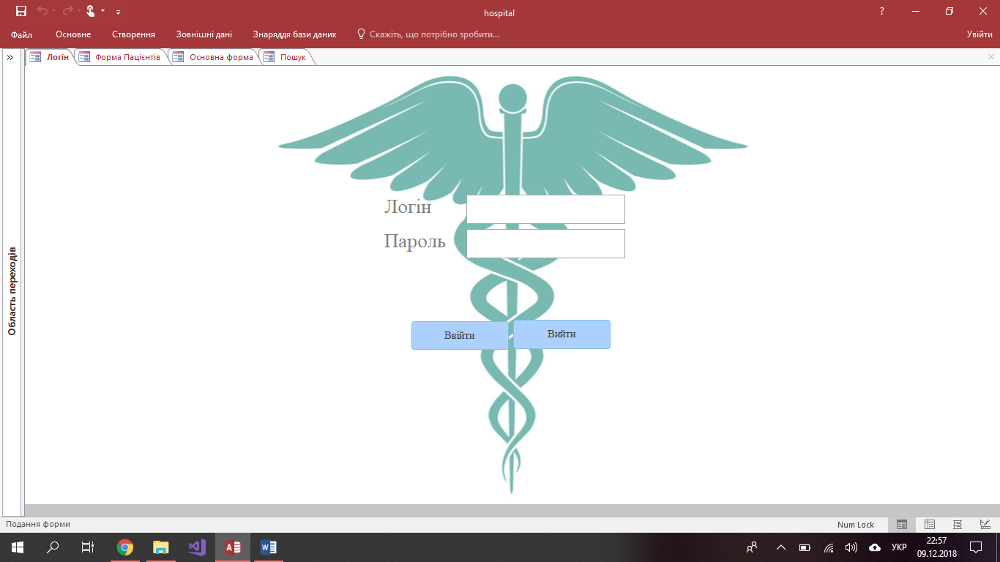 hospital
?
Файл Основне Створення Зовнішні дані Знаряддя бази даних Скажіть, що потрібно зробити... Увійти
» Логін Форма Пацієнтів Основна форма Пошук
Область переходів
Логін
Пароль
Ввійти Вийти
Подання форми Num Lock
УКР 22:57
09.12.2018